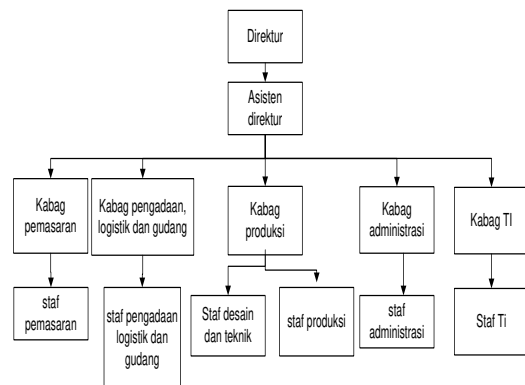 Direktur
Asisten
direktur
Kabag
pemasaran
Kabag pengadaan,
logistik dan gudang
Kabag
produksi
Kabag
administrasi
Kabag TI
staf
pemasaran
staf pengadaan
logistik dan
gudang
Staf desain
dan teknik
staf produksi
staf
administrasi
Staf Ti